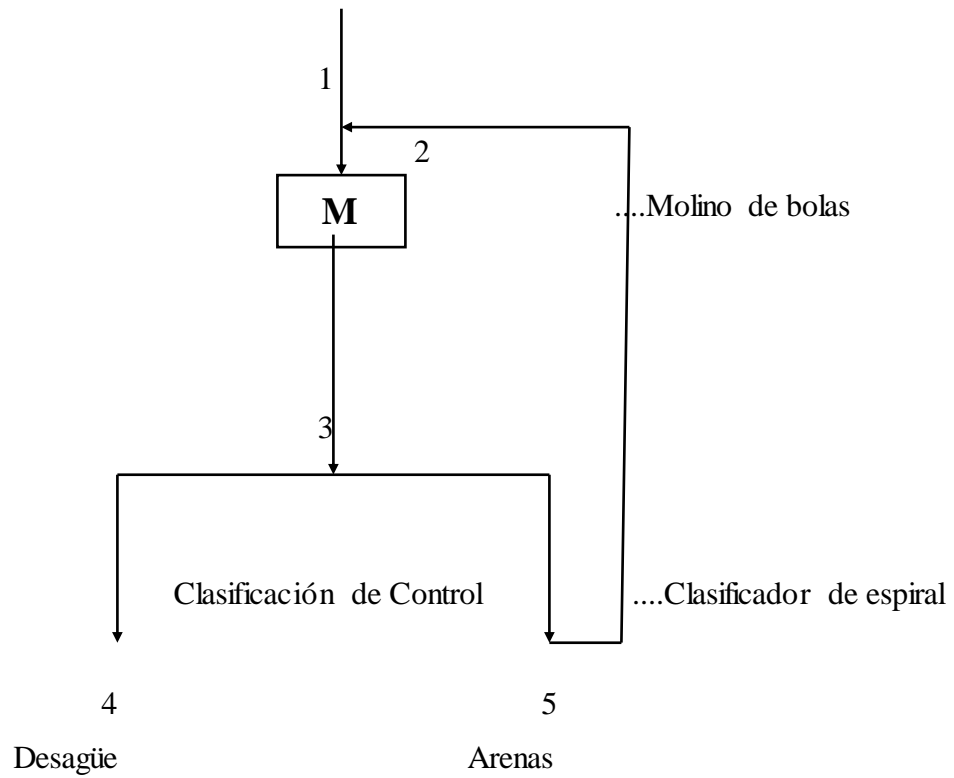 1
2
M
....Molino de bolas
3
Clasificación de Control
....Clasificador de espiral
4
5
Desagüe
Arenas